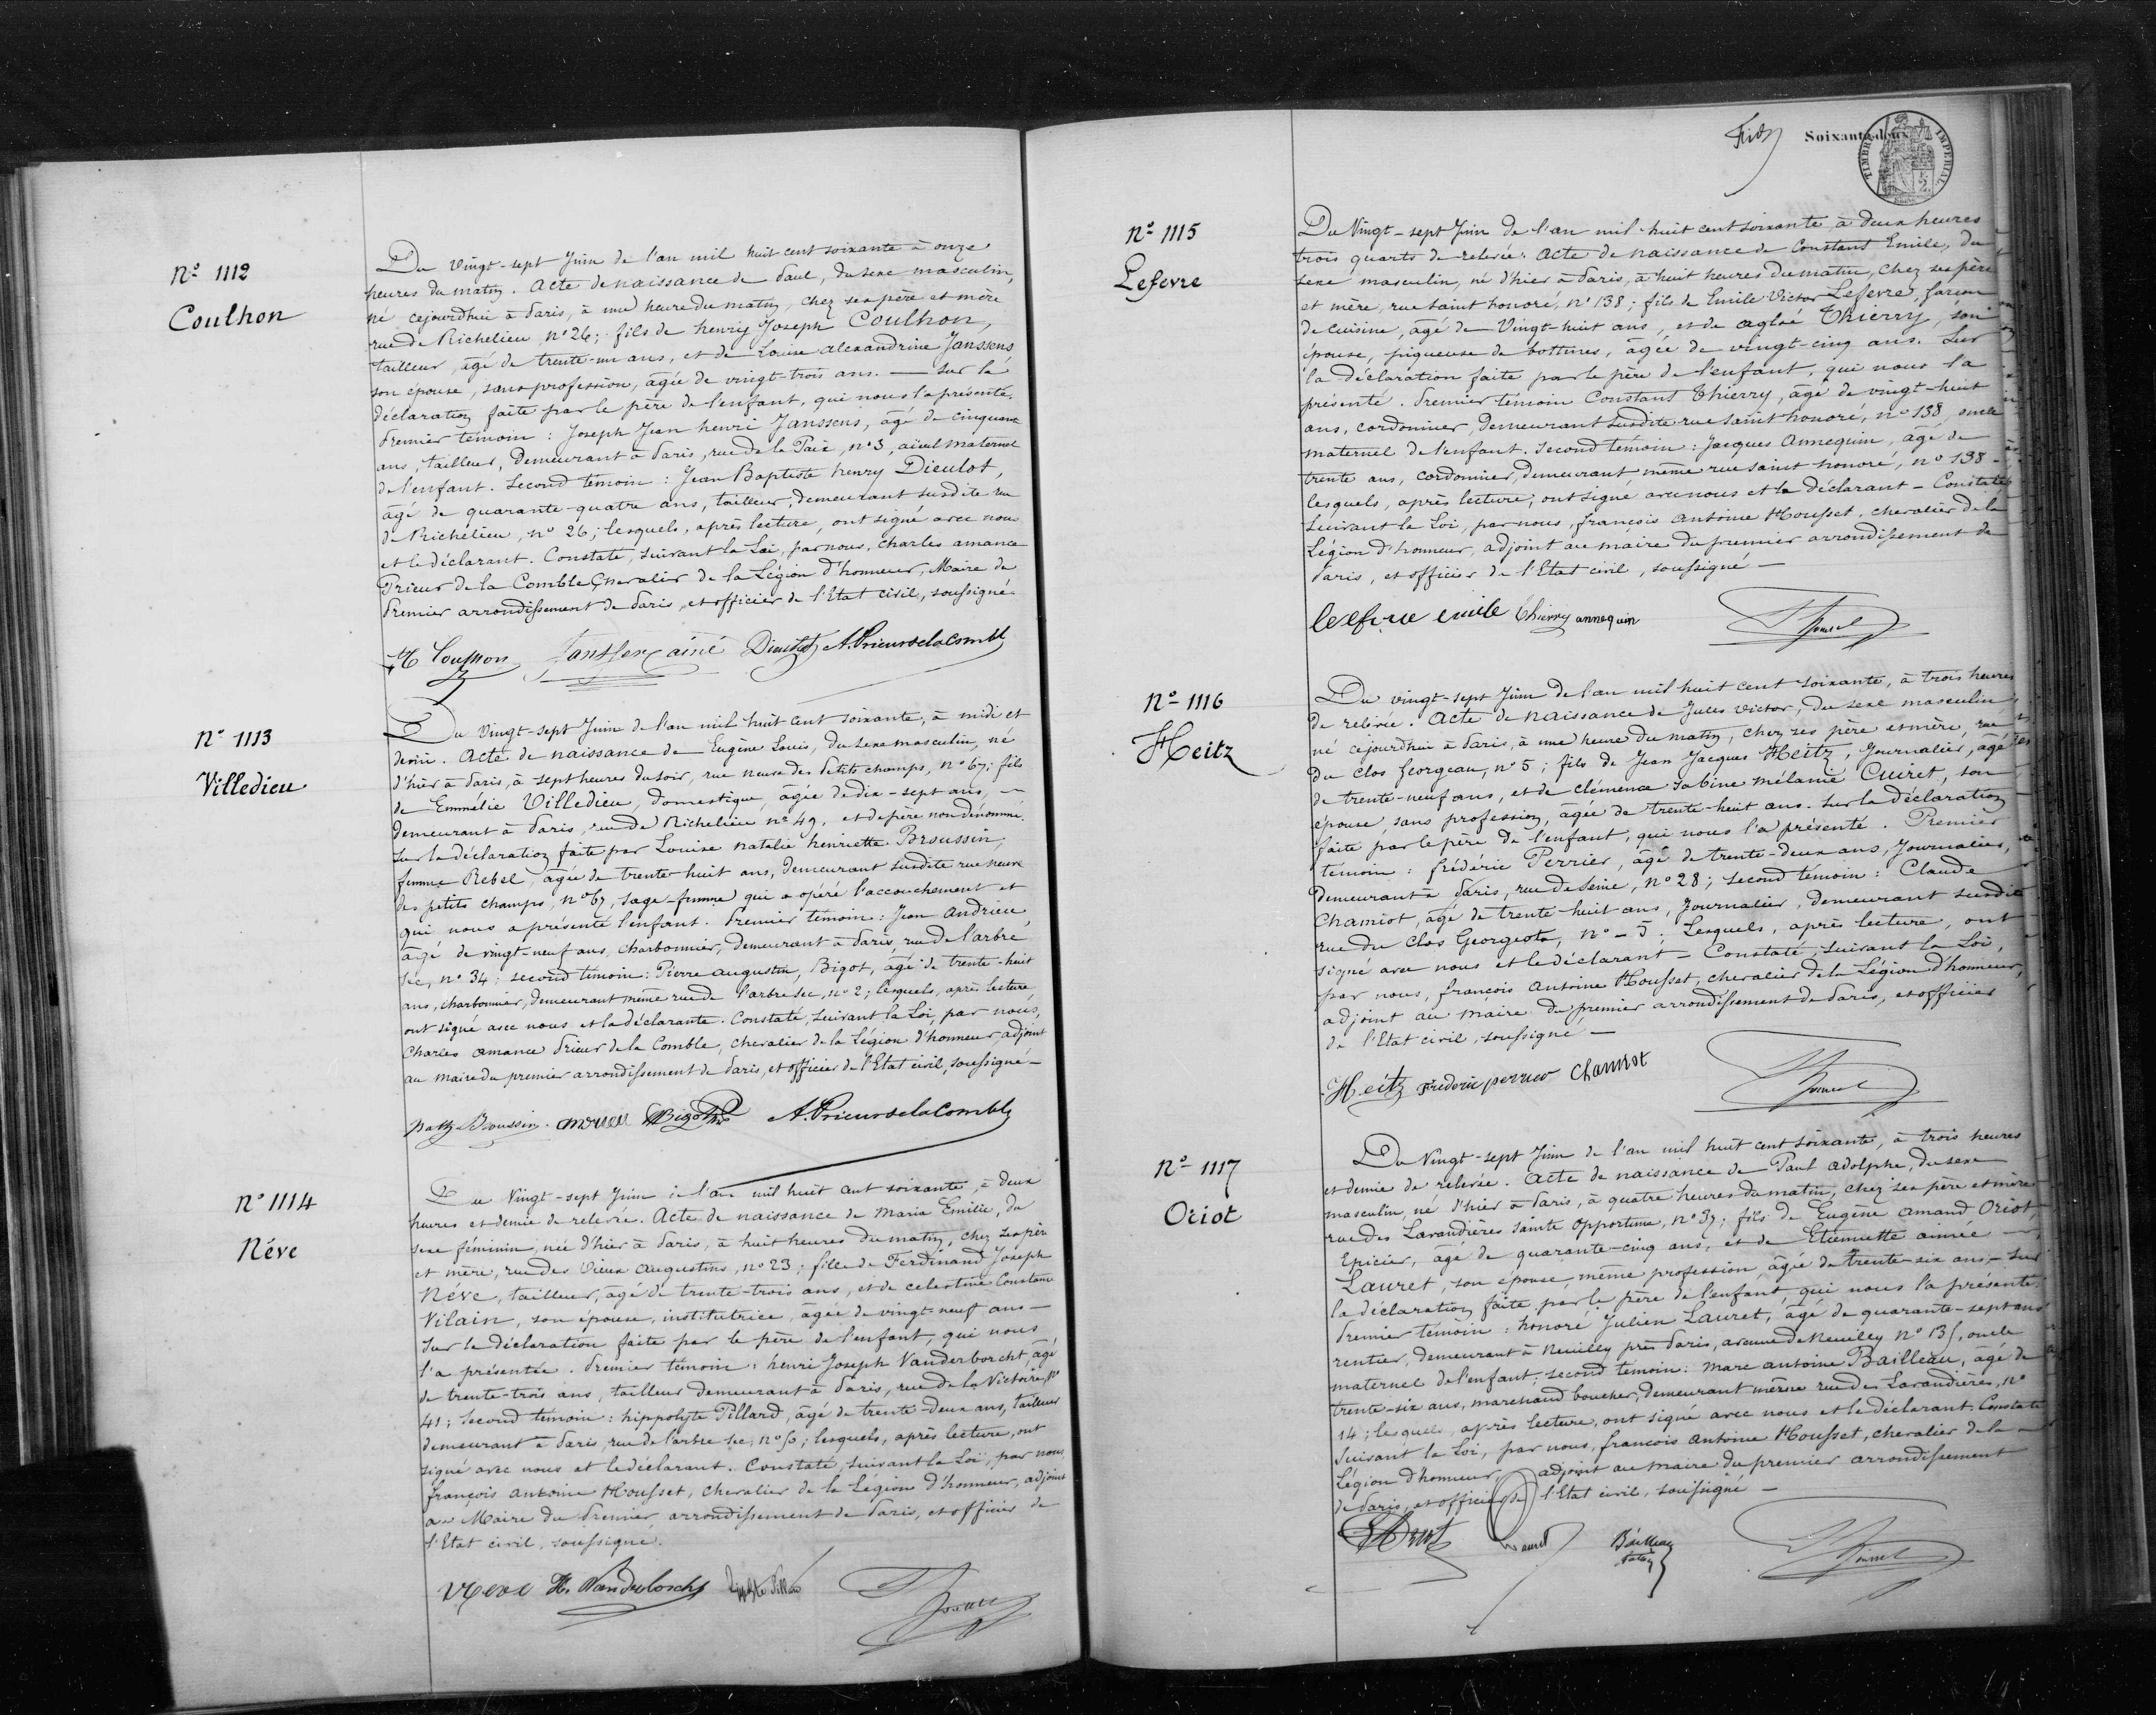 N° 1112
Coulhon
Du vingt-sept Juin de l'an mil huit cent soixante à onze
heures du matin. Acte de naissance de Paul, du sexe masculin,
né cejourdhui à Paris, à une heure du matin, chez ses père et mère
rue de Richelieu n° 26; fils de henry Joseph Coulhon,
tailleur, âgé de trente-un ans, et de Louise alexandrine Janssens
son épouse, sans profession, âgée de vingt-trois ans. — Sur la
déclaration faite par le père de l'enfant, qui nous l'a présenté.
Premier témoin : Joseph Jean henri Janssens, âgé de cinquante
ans, tailleur, demeurant à Paris, rue de la Paix, n° 3, aïeul maternel
de l'enfant. Second témoin : Jean Baptiste henry Dieulot,
âgé de quarante-quatre ans, tailleur, demeurant susdite rue
de Richelieu, n° 26; lesquels, après lecture, ont signé avec nous
et le déclarant. Constaté, suivant la Loi, par nous, charles amance
Prieur de la Comble Chevalier de la Légion d'honneur, Maire du
Premier arrondissement de Paris, et officier de l'Etat civil, soussigné
H Coulhon Janssens ainé Dieulot A. Prieur de la Comble
N° 1113
Villedieu
Du vingt-sept Juin de l'an mil huit cent soixante, à midi et
demi. Acte de naissance de Eugène Louis, du sexe masculin, né
d'hier à Paris, à sept heures du soir, rue neuve des Petits champs, n° 67; fils
de Emmélie Villedieu, domestique, âgée de dix-sept ans, —
demeurant à Paris, rue de Richelieu n° 49, et de père non dénommé.
Sur la déclaration faite par Louise natalie henriette Broussin,
femme Rebel, âgée de trente-huit ans, demeurant susdite rue neuve
des petits champs, n° 67, sage-femme qui a opéré l'accouchement et
qui nous a présenté l'enfant. Premier témoin : Jean Andrieu,
âgé de vingt-neuf ans, charbonnier, demeurant à Paris, rue de l'arbre
sec, n° 34; second témoin : Pierre augustin, Bigot, âgé de trente-huit
ans, charbonnier, demeurant même rue de l'arbre sec, n° 2; lesquels, après lecture,
ont signé avec nous et la déclarante. Constaté, suivant la Loi, par nous,
Charles amance Prieur de la Comble, chevalier de la Légion d'honneur, adjoint
au maire du premier arrondissement de Paris, et officier de l'Etat civil, soussigné —
Broussin. Bigot A. Prieur de la Comble
N° 1114
Néve
Du Vingt-sept Juin de l'an mil huit cent soixante, à deux
heures et demie de relevée. Acte de naissance de Maria Emilie, du
sexe féminin, née d'hier à Paris, à huit heures du matin, chez ses père
et mère, rue des Vieux Augustins, n° 23; fille de Ferdinand Joseph
Néve, tailleur, âgé de trente-trois ans, et de celestine Constance
Vilain, son épouse, institutrice, âgée de vingt-neuf ans —
Sur la déclaration faite par le père de l'enfant, qui nous
l'a présentée. Premier témoin : henri Joseph Vanderborcht, âgé
de trente-trois ans, tailleur demeurant à Paris, rue de la Victoire, n°
41; second témoin : hippolyte Pillard, âgé de trente-deux ans, tailleur
demeurant à Paris, rue de l'arbre sec, n° 50; lesquels, après lecture, ont
signé avec nous et le déclarant. Constaté, suivant la Loi, par nous
françois antoine Housset, chevalier de la Légion d'honneur, adjoint
au Maire du Premier arrondissement de Paris, et officier de
l'Etat civil, soussigné.
Neve H. Vanderborcht Housset
Soixante-deux
TIMBRE IMPERIAL
N° 1115
Lefevre
Du Vingt-sept Juin de l'an mil huit cent soixante, à deux heures
trois quarts de relevée. Acte de naissance de Constant Emile, du
sexe masculin, né d'hier à Paris, à huit heures du matin, chez ses père
et mère, rue saint honoré, n° 138; fils de Emile Victor Lefevre, garçon
de cuisine, âgé de Vingt-huit ans, et de aglaé Thierry, son
épouse, piqueuse de bottines, âgée de vingt-cinq ans. Sur
la déclaration faite par le père de l'enfant, qui nous l'a
présenté. Premier témoin Constant Thierry, âgé de vingt-huit
ans, cordonnier, demeurant susdite rue saint honoré, n° 138, oncle
maternel de l'enfant. Second témoin : Jacques Annequin, âgé de
trente ans, cordonnier, demeurant même rue saint honoré, n° 138 —
lesquels, après lecture, ont signé avec nous et le déclarant — Constaté
suivant la Loi, par nous, françois Antoine Housset, chevalier de la
Légion d'honneur, adjoint au maire du premier arrondissement de
Paris, et officier de l'Etat civil, soussigné —
lefevre emile Thierry annequin Housset
N° 1116
Heitz
Du vingt-sept Juin de l'an mil huit cent soixante, à trois heures
de relevée. Acte de naissance de Jules victor, du sexe masculin,
né cejourdhui à Paris, à une heure du matin, chez ses père et mère, rue
du Clos Georgeau, n° 5; fils de Jean Jacques Heitz, Journalier, âgé
de trente-neuf ans, et de clémence Sabine mélanie Cuiret, son
épouse, sans profession, âgée de trente-huit ans. Sur la déclaration
faite par le père de l'enfant, qui nous l'a présenté. Premier
témoin : frédéric Perrier, âgé de trente-deux ans, Journalier,
demeurant à Paris, rue de Seine, n° 28; second témoin : Claude
Chamiot, âgé de trente-huit ans, Journalier, demeurant susdite
rue du Clos Georgeot, n° - 5; Lesquels, après lecture, ont
signé avec nous et le déclarant — Constaté, suivant la Loi,
par nous, françois Antoine Housset, chevalier de la Légion d'honneur,
adjoint au maire du premier arrondissement de Paris, et officier
de l'Etat civil, soussigné —
Heitz frederic perrier Chamiot Housset
N° 1117
Oriot
Du Vingt-sept Juin de l'an mil huit cent soixante, à trois heures
et demie de relevée. Acte de naissance de Paul adolphe, du sexe
masculin, né d'hier à Paris, à quatre heures du matin, chez ses père et mère
rue des Lavandières Sainte Opportune, n° 37; fils de Eugène amand Oriot,
Epicier, âgé de quarante-cinq ans, et de Etiennette aimée —
Lauret, son épouse, même profession, âgée de trente-six ans — Sur
la déclaration faite par le père de l'enfant, qui nous l'a présenté.
Premier témoin : honoré Julien Lauret, âgé de quarante-sept ans
rentier, demeurant à Neuilly près Paris, avenue de Neuilly n° 135, oncle
maternel de l'enfant; second témoin : marc antoine Bailleau, âgé de
trente-six ans, marchand boucher, demeurant même rue des Lavandières, n°
14; lesquels, après lecture, ont signé avec nous et le déclarant. Constaté
suivant la Loi, par nous, françois Antoine Housset, chevalier de la —
Légion d'honneur, adjoint au maire du premier arrondissement
de Paris, et officier de l'Etat civil, soussigné —
Lauret Bailleau Housset